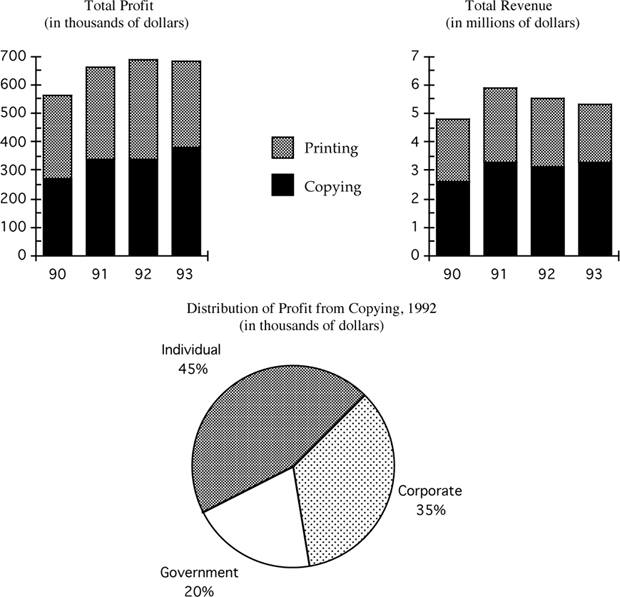 Total Profit
(in thousands of dollars)
700
600
500
400
300
200
100
0
90 91 92 93
Printing
Copying
Total Revenue
(in millions of dollars)
7
6
5
4
3
2
1
0
90 91 92 93
Distribution of Profit from Copying, 1992
(in thousands of dollars)
Individual
45%
Corporate
35%
Government
20%